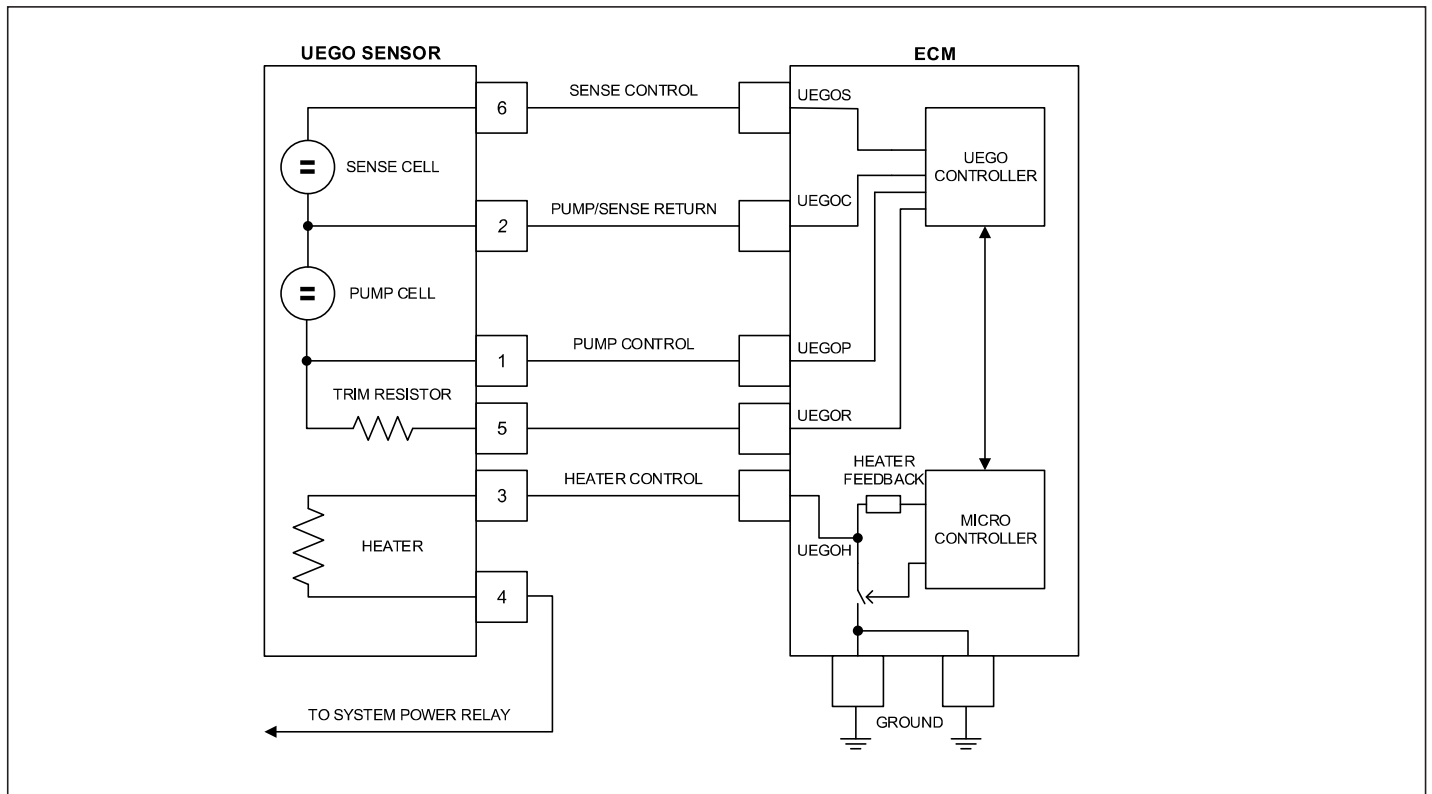 UEGO SENSOR
ECM
6
SENSE CONTROL
UEGOS
UEGO
CONTROLLER
SENSE CELL
2
PUMP/SENSE RETURN
UEGOC
PUMP CELL
1
PUMP CONTROL
UEGOP
TRIM RESISTOR
5
UEGOR
3
HEATER CONTROL
HEATER
FEEDBACK
UEGOH
MICRO
CONTROLLER
HEATER
4
TO SYSTEM POWER RELAY
GROUND